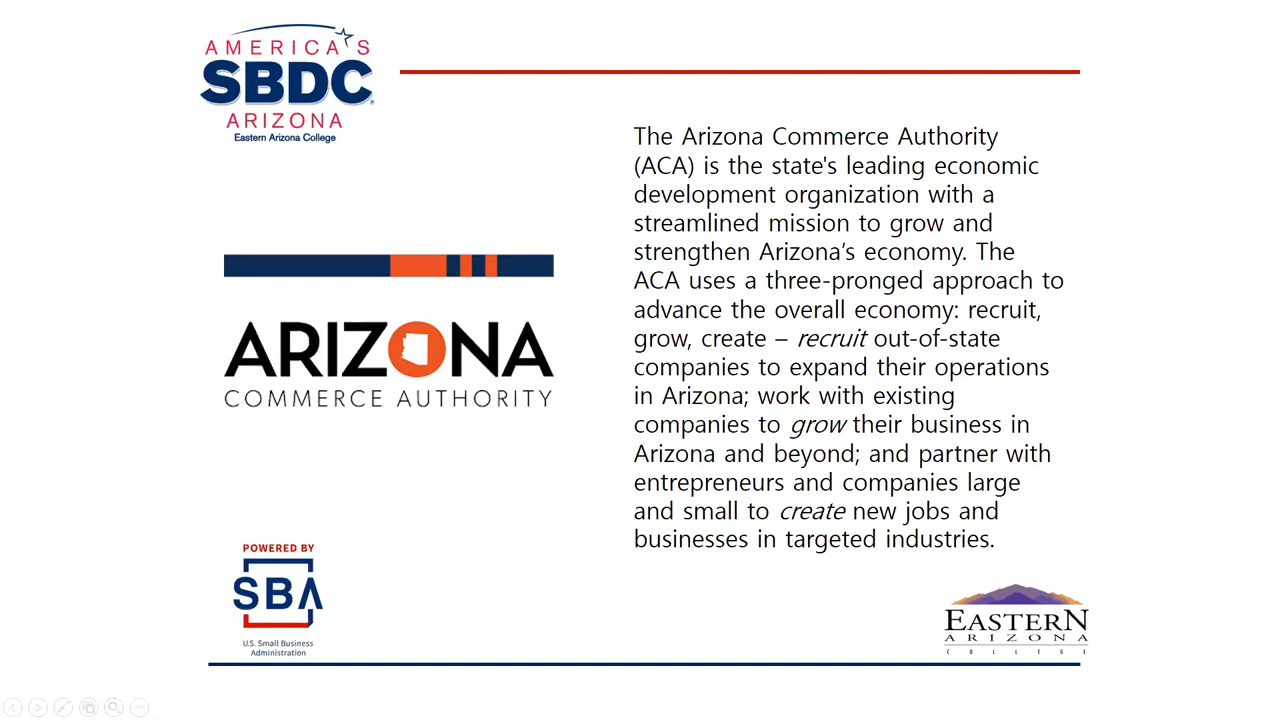 AMERICA'S
SBDC
ARIZONA
Eastern Arizona College
The Arizona Commerce Authority
(ACA) is the state's leading economic
development organization with a
streamlined mission to grow and
strengthen Arizona’s economy. The
ACA uses a three-pronged approach to
advance the overall economy: recruit,
grow, create – recruit out-of-state
companies to expand their operations
in Arizona; work with existing
companies to grow their business in
Arizona and beyond; and partner with
entrepreneurs and companies large
and small to create new jobs and
businesses in targeted industries.
ARIZONA
COMMERCE AUTHORITY
POWERED BY
SBA
U.S. Small Business
Administration
EASTERN
ARIZONA
COLLEGE